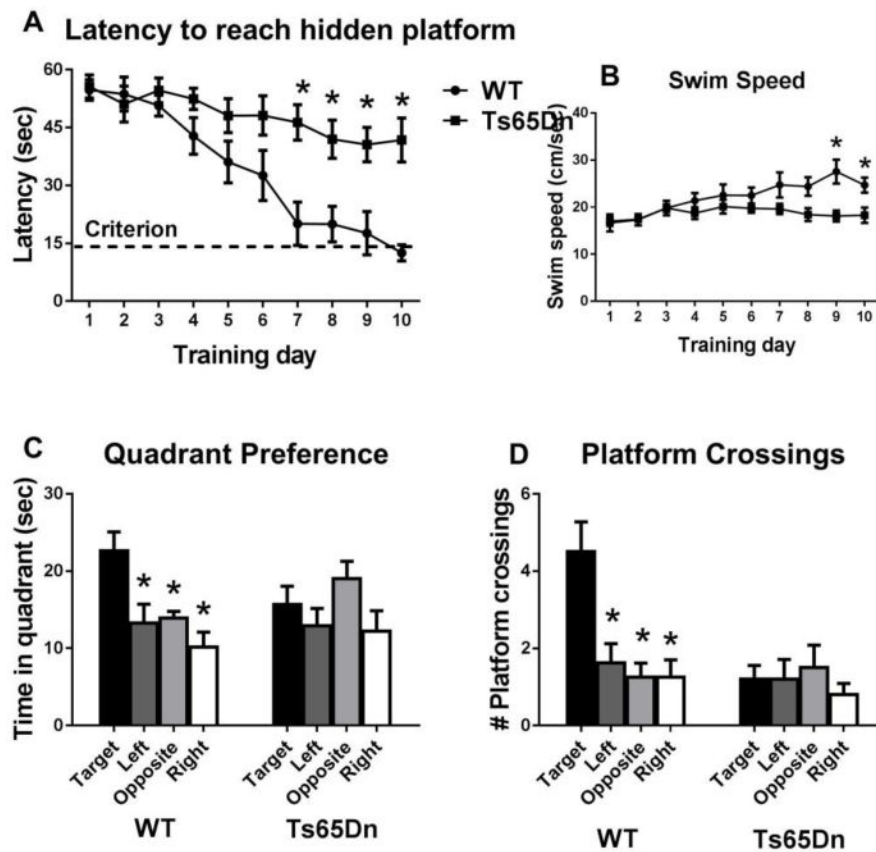 A Latency to reach hidden platform
60
45
30
15
0
Latency (sec)
* * * *
Criterion
1 2 3 4 5 6 7 8 9 10
Training day
WT
Ts65Dn
B Swim Speed
40
30
20
10
0
Swim speed (cm/sec)
* *
1 2 3 4 5 6 7 8 9 10
Training day
C Quadrant Preference
30
20
10
0
Time in quadrant (sec)
* * *
Target Left Opposite Right
Target Left Opposite Right
WT Ts65Dn
D Platform Crossings
6
4
2
0
# Platform crossings
* * *
Target Left Opposite Right
Target Left Opposite Right
WT Ts65Dn